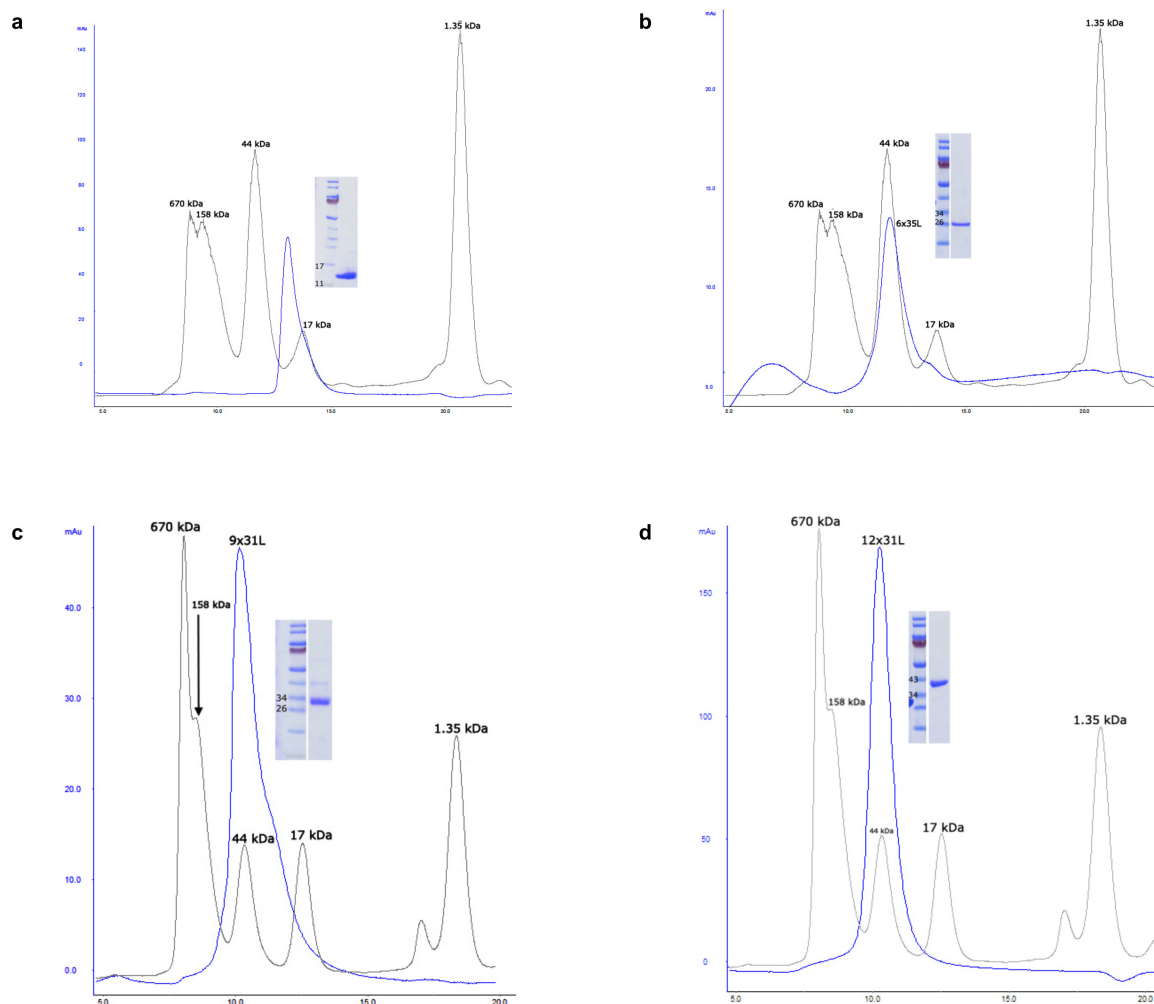 a
mAu
140
120
100
80
60
40
20
0
5.0
10.0
15.0
20.0
670 kDa
158 kDa
44 kDa
17 kDa
1.35 kDa
17
11
b
mAu
20.0
15.0
10.0
5.0
5.0
10.0
15.0
20.0
670 kDa
158 kDa
44 kDa
6x35L
17 kDa
1.35 kDa
34
26
c
mAu
40.0
30.0
20.0
10.0
0.0
5.0
10.0
15.0
20.0
670 kDa
158 kDa
9x31L
44 kDa
17 kDa
1.35 kDa
34
26
d
mAu
150
100
50
0
5.0
10.0
15.0
20.0
670 kDa
158 kDa
12x31L
44 kDa
17 kDa
1.35 kDa
43
34